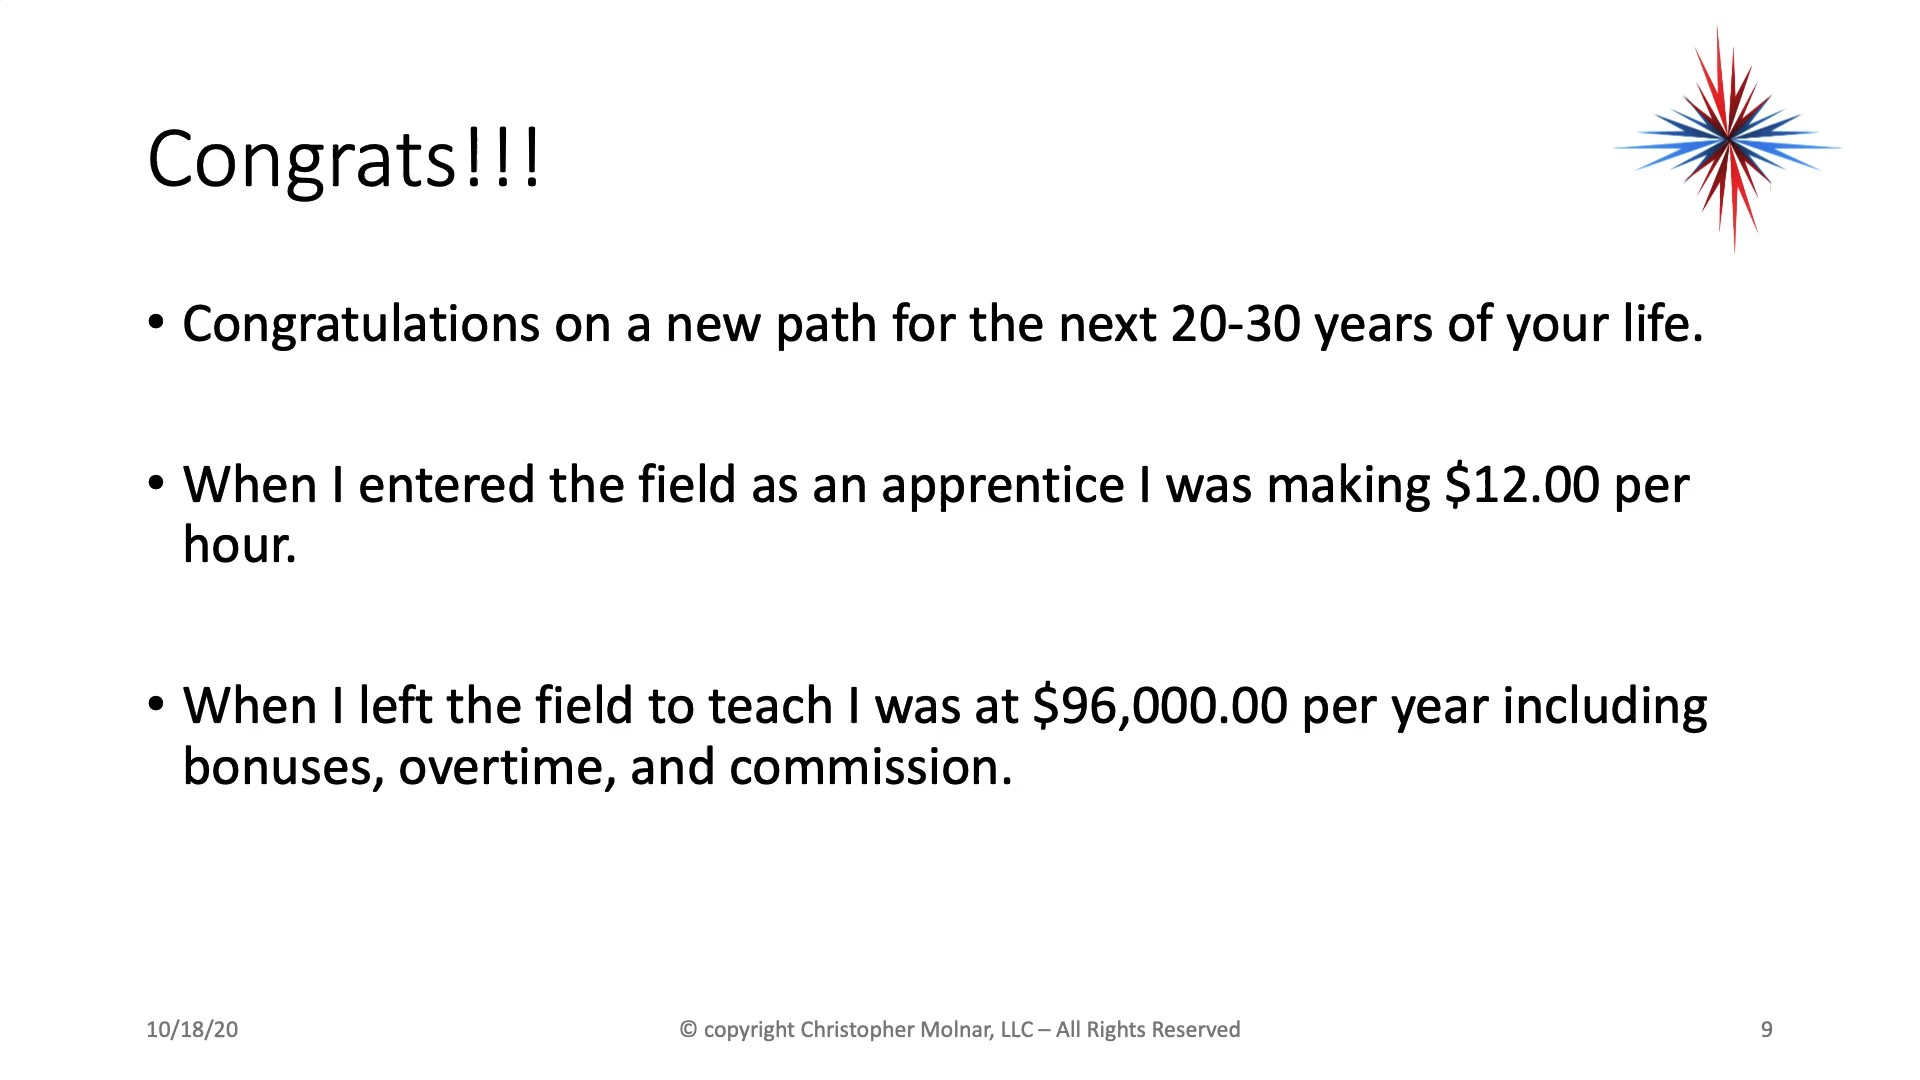 Congrats!!!
• Congratulations on a new path for the next 20-30 years of your life.
• When I entered the field as an apprentice I was making $12.00 per
hour.
• When I left the field to teach I was at $96,000.00 per year including
bonuses, overtime, and commission.
10/18/20
© copyright Christopher Molnar, LLC – All Rights Reserved
9